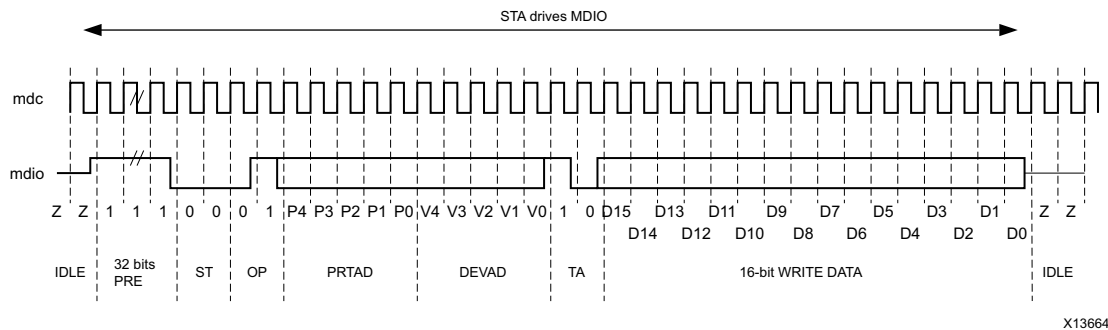 STA drives MDIO
mdc
mdio
Z Z 1 1 1 0 0 0 1 P4 P3 P2 P1 P0 V4 V3 V2 V1 V0 1 0 D15 D13 D11 D9 D7 D5 D3 D1 Z Z
D14 D12 D10 D8 D6 D4 D2 D0
IDLE 32 bits PRE ST OP PRTAD DEVAD TA 16-bit WRITE DATA IDLE
X13664